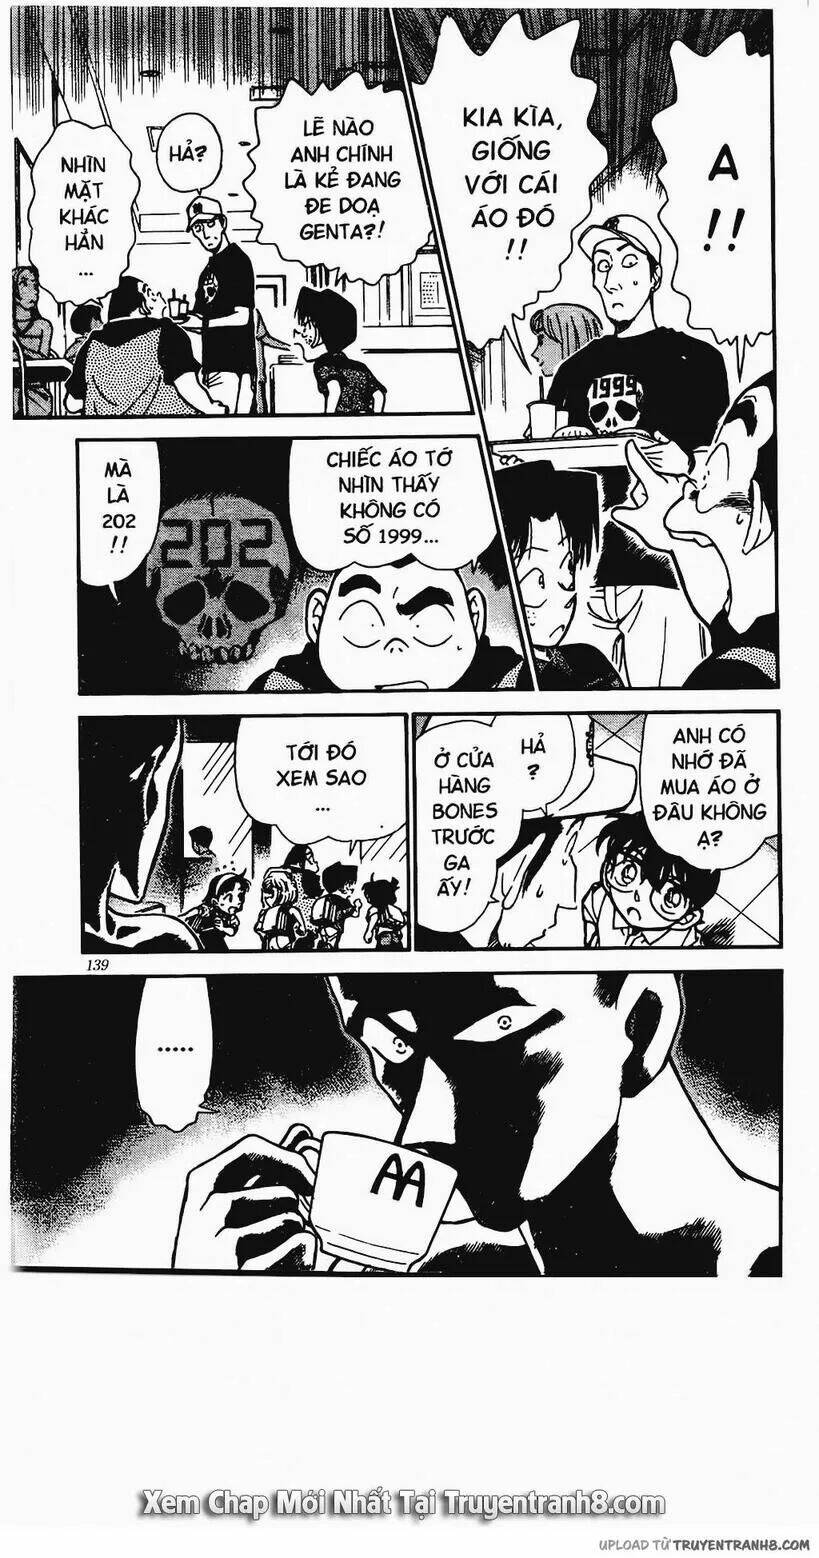 A
!!
KIA KÌA,
GIỐNG
VỚI CÁI
ÁO ĐÓ
!!
1999
LẼ NÀO
ANH CHÍNH
LÀ KẺ ĐANG
ĐE DOẠ
GENTA?!
HẢ?
NHÌN
MẶT
KHÁC
HẲN
...
CHIẾC ÁO TỚ
NHÌN THẤY
KHÔNG CÓ
SỐ 1999...
202
MÀ
LÀ
202
!!
ANH CÓ
NHỚ ĐÃ
MUA ÁO Ở
ĐÂU KHÔNG
Ạ?
HẢ
?
Ở CỬA
HÀNG
BONES
TRƯỚC
GA
ẤY!
TỚI ĐÓ
XEM SAO
...
139
.....
Xem Chap Mới Nhất Tại Truyentranh8.com
UPLOAD TỪ TRUYENTRANH8.COM